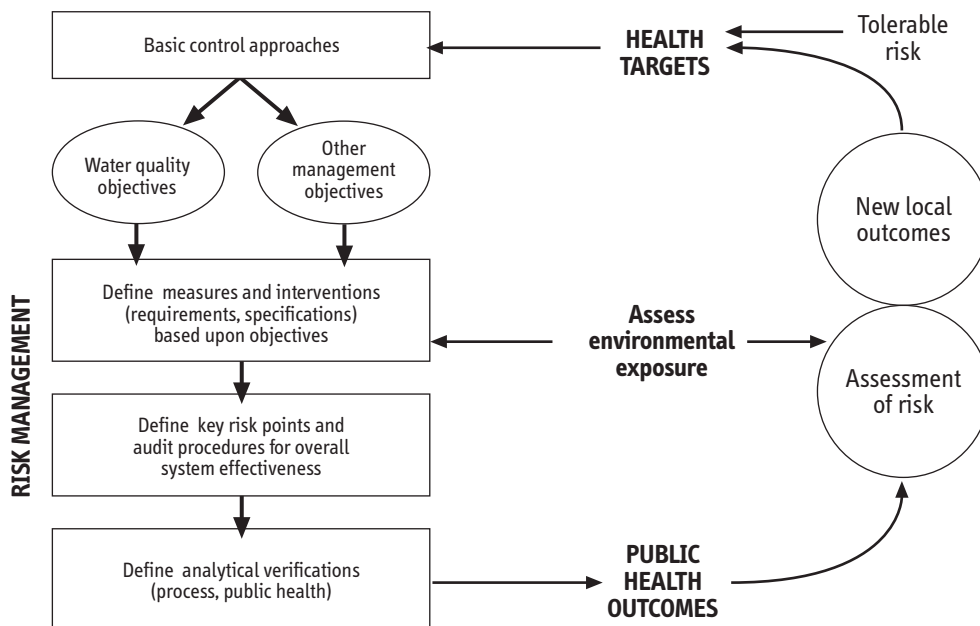 Basic control approaches
HEALTH
TARGETS
Tolerable
risk
Water quality
objectives
Other
management
objectives
New local
outcomes
RISK MANAGEMENT
Define measures and interventions
(requirements, specifications)
based upon objectives
Assess
environmental
exposure
Assessment
of risk
Define key risk points and
audit procedures for overall
system effectiveness
Define analytical verifications
(process, public health)
PUBLIC
HEALTH
OUTCOMES